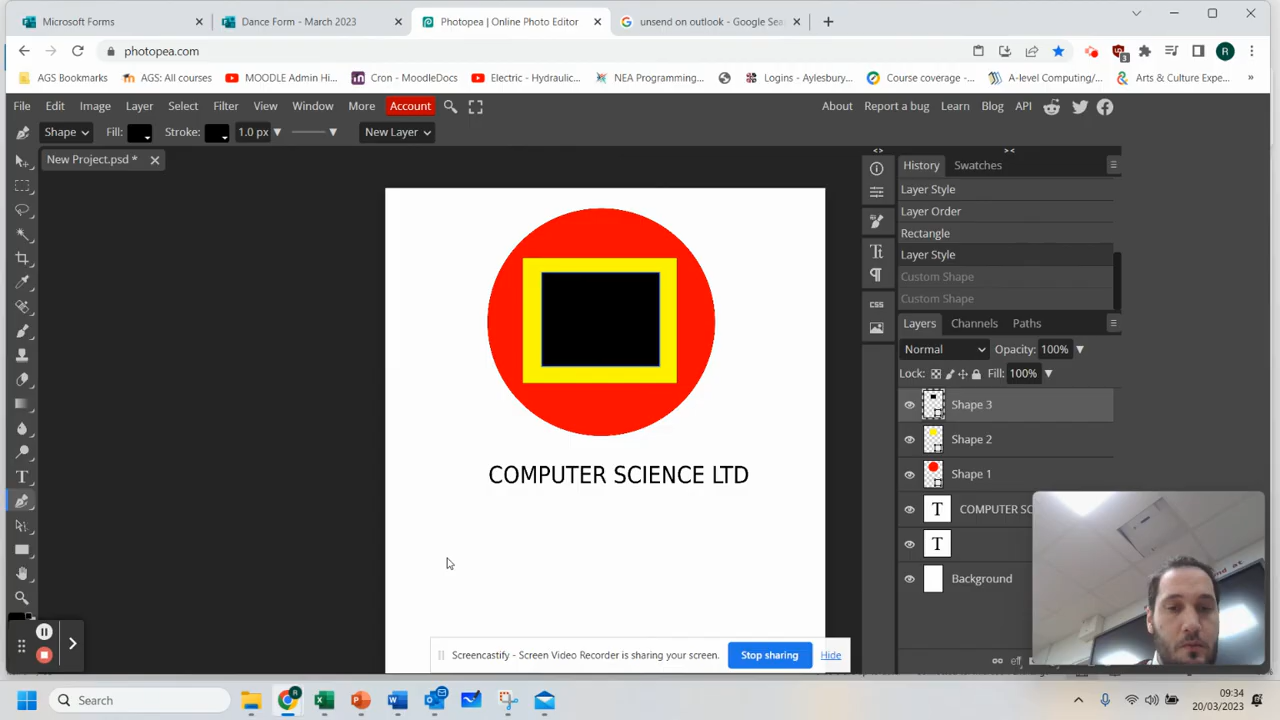 Microsoft Forms
Dance Form - March 2023
Photopea | Online Photo Editor
unsend on outlook - Google Sea
photopea.com
AGS Bookmarks
AGS: All courses
MOODLE Admin Hi...
Cron - MoodleDocs
Electric - Hydraulic...
NEA Programming...
Logins - Aylesbury...
Course coverage -...
A-level Computing/...
Arts & Culture Expe...
File Edit Image Layer Select Filter View Window More Account
About Report a bug Learn Blog API
Shape Fill: Stroke: 1.0 px New Layer
New Project.psd *
History Swatches
Layer Style
Layer Order
Rectangle
Layer Style
Custom Shape
Custom Shape
Layers Channels Paths
Normal Opacity: 100%
Lock: Fill: 100%
Shape 3
Shape 2
Shape 1
COMPUTER SC
Background
COMPUTER SCIENCE LTD
Screencastify - Screen Video Recorder is sharing your screen. Stop sharing Hide
Search
09:34
20/03/2023